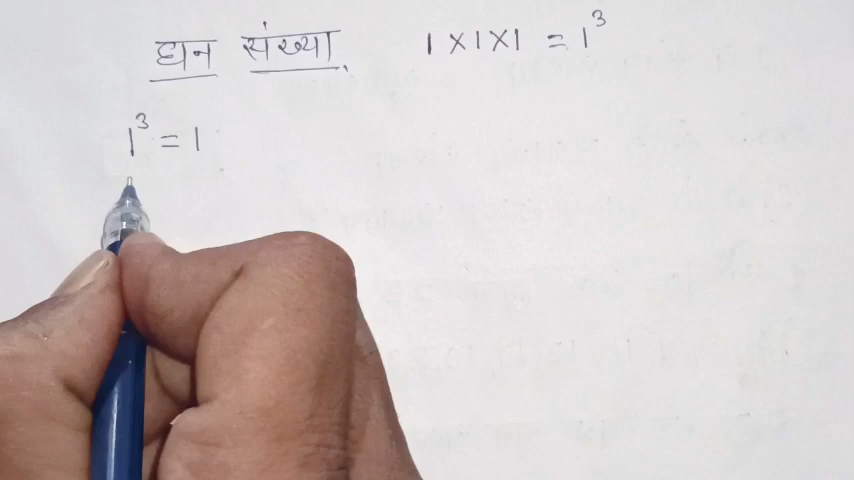 घन संख्या. 1×1×1 = 1³
1³ = 1